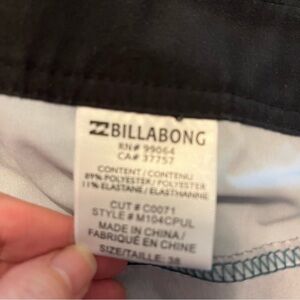 BILLABONG
RN# 99064
CA# 37757
CONTENT / CONTENU
89% POLYESTER / POLYESTER
11% ELASTANE / ELASTHANNE
CUT # C0071
STYLE # M104CPUL
MADE IN CHINA /
FABRIQUÉ EN CHINE
SIZE/TAILLE: 38